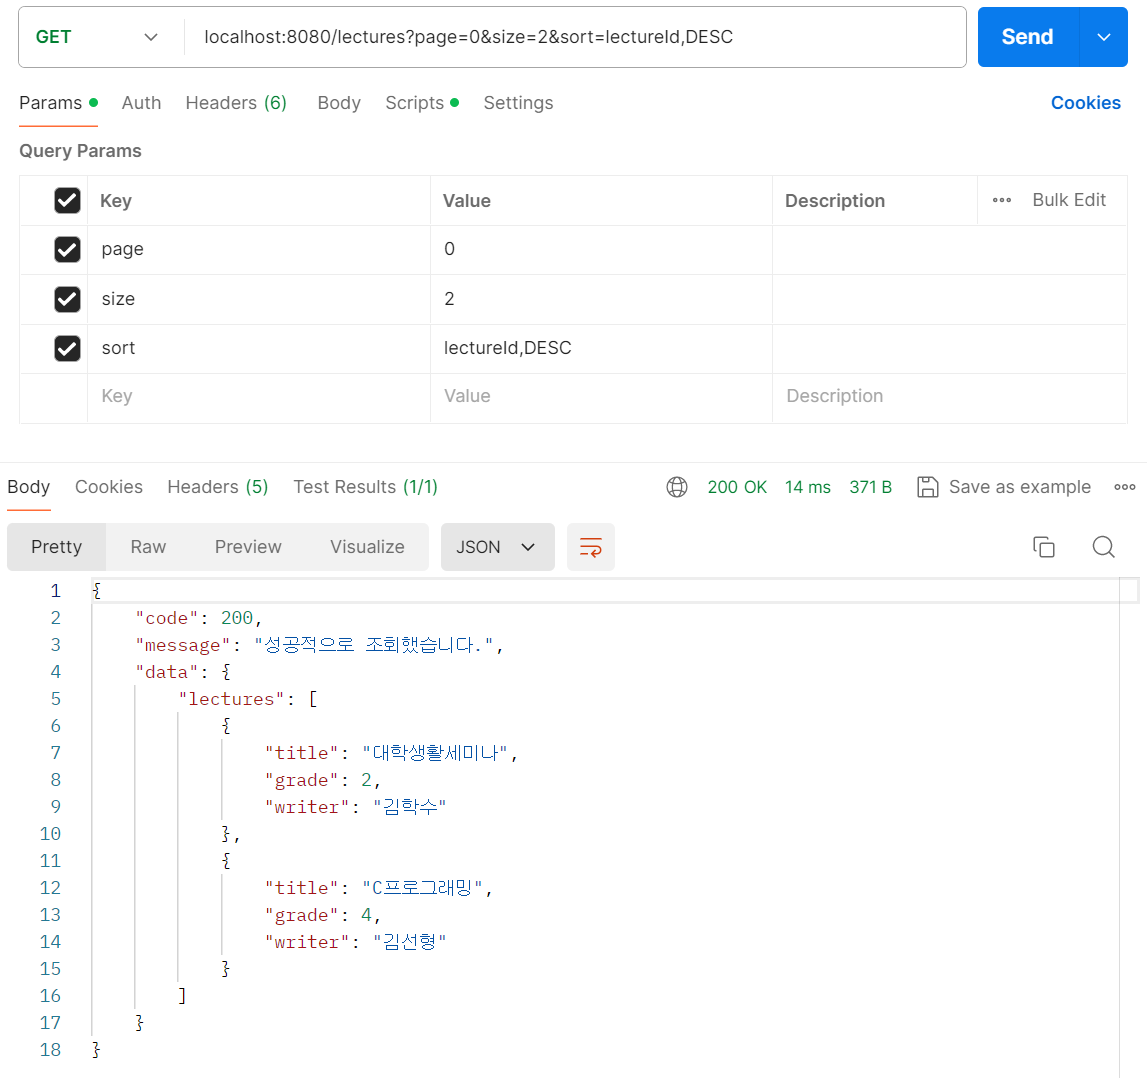 GET localhost:8080/lectures?page=0&size=2&sort=lectureId,DESC Send
Params Auth Headers (6) Body Scripts Settings Cookies
Query Params
Key Value Description Bulk Edit
page 0
size 2
sort lectureId,DESC
Key Value Description
Body Cookies Headers (5) Test Results (1/1) 200 OK 14 ms 371 B Save as example
Pretty Raw Preview Visualize JSON
1 {
2 "code": 200,
3 "message": "성공적으로 조회했습니다.",
4 "data": {
5 "lectures": [
6 {
7 "title": "대학생활세미나",
8 "grade": 2,
9 "writer": "김학수"
10 },
11 {
12 "title": "C프로그래밍",
13 "grade": 4,
14 "writer": "김선형"
15 }
16 ]
17 }
18 }